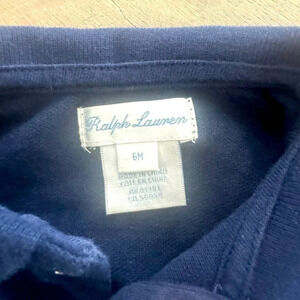 Ralph Lauren
6M
MADE IN CHINA
FAIT EN CHINE